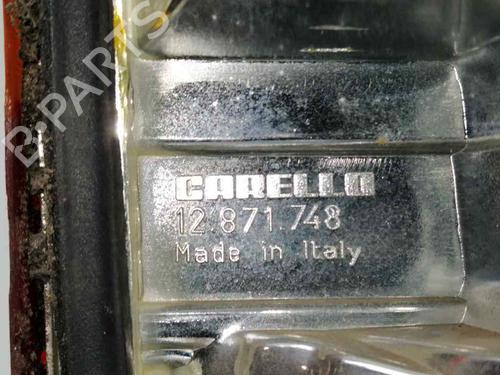 B-PARTS
CARELLO
12.871.748
Made in Italy